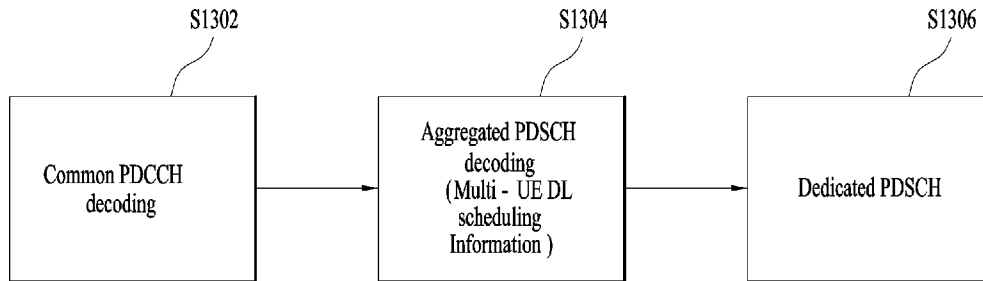 S1302
S1304
S1306
Common PDCCH
decoding
Aggregated PDSCH
decoding
(Multi - UE DL
scheduling
Information )
Dedicated PDSCH